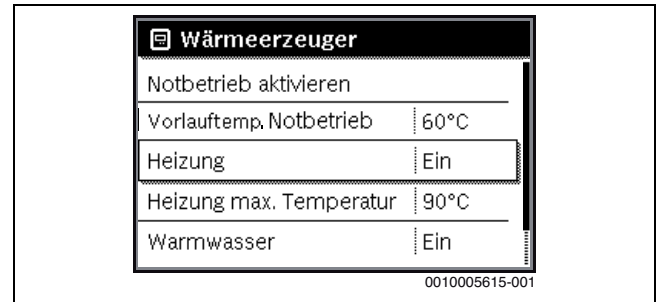 Wärmeerzeuger
Notbetrieb aktivieren
Vorlauftemp. Notbetrieb 60°C
Heizung Ein
Heizung max. Temperatur 90°C
Warmwasser Ein
0010005615-001